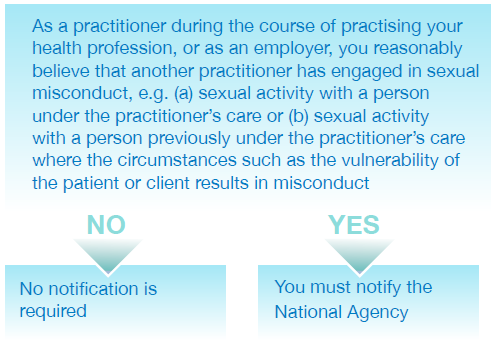 As a practitioner during the course of practising your
health profession, or as an employer, you reasonably
believe that another practitioner has engaged in sexual
misconduct, e.g. (a) sexual activity with a person
under the practitioner's care or (b) sexual activity
with a person previously under the practitioner's care
where the circumstances such as the vulnerability of
the patient or client results in misconduct
NO
YES
No notification is
required
You must notify the
National Agency